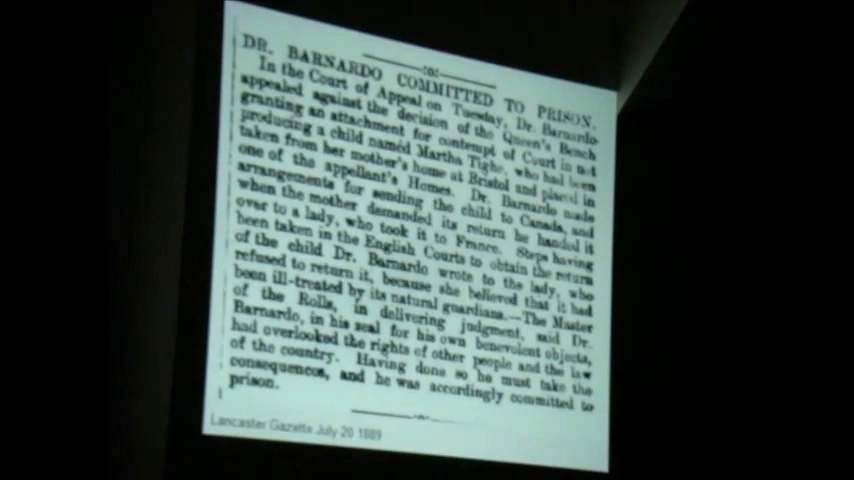 DR. BARNARDO COMMITTED TO PRISON.
In the Court of Appeal on Tuesday, Dr. Barnardo
appealed against the decision of the Queen's Bench
granting an attachment for contempt of Court in not
producing a child named Martha Tighe, who had been
taken from her mother's home at Bristol and placed in
one of the appellant's Homes. Dr. Barnardo made
arrangements for sending the child to Canada, and
when the mother demanded its return he handed it
over to a lady, who took it to France. Steps having
been taken in the English Courts to obtain the return
of the child Dr. Barnardo wrote to the lady, who
refused to return it, because she believed that it had
been ill-treated by its natural guardians.—The Master
of the Rolls, in delivering judgment, said Dr.
Barnardo, in his zeal for his own benevolent objects,
had overlooked the rights of other people and the law
of the country. Having done so he must take the
consequences, and he was accordingly committed to
prison.
Lancaster Gazette July 20 1889